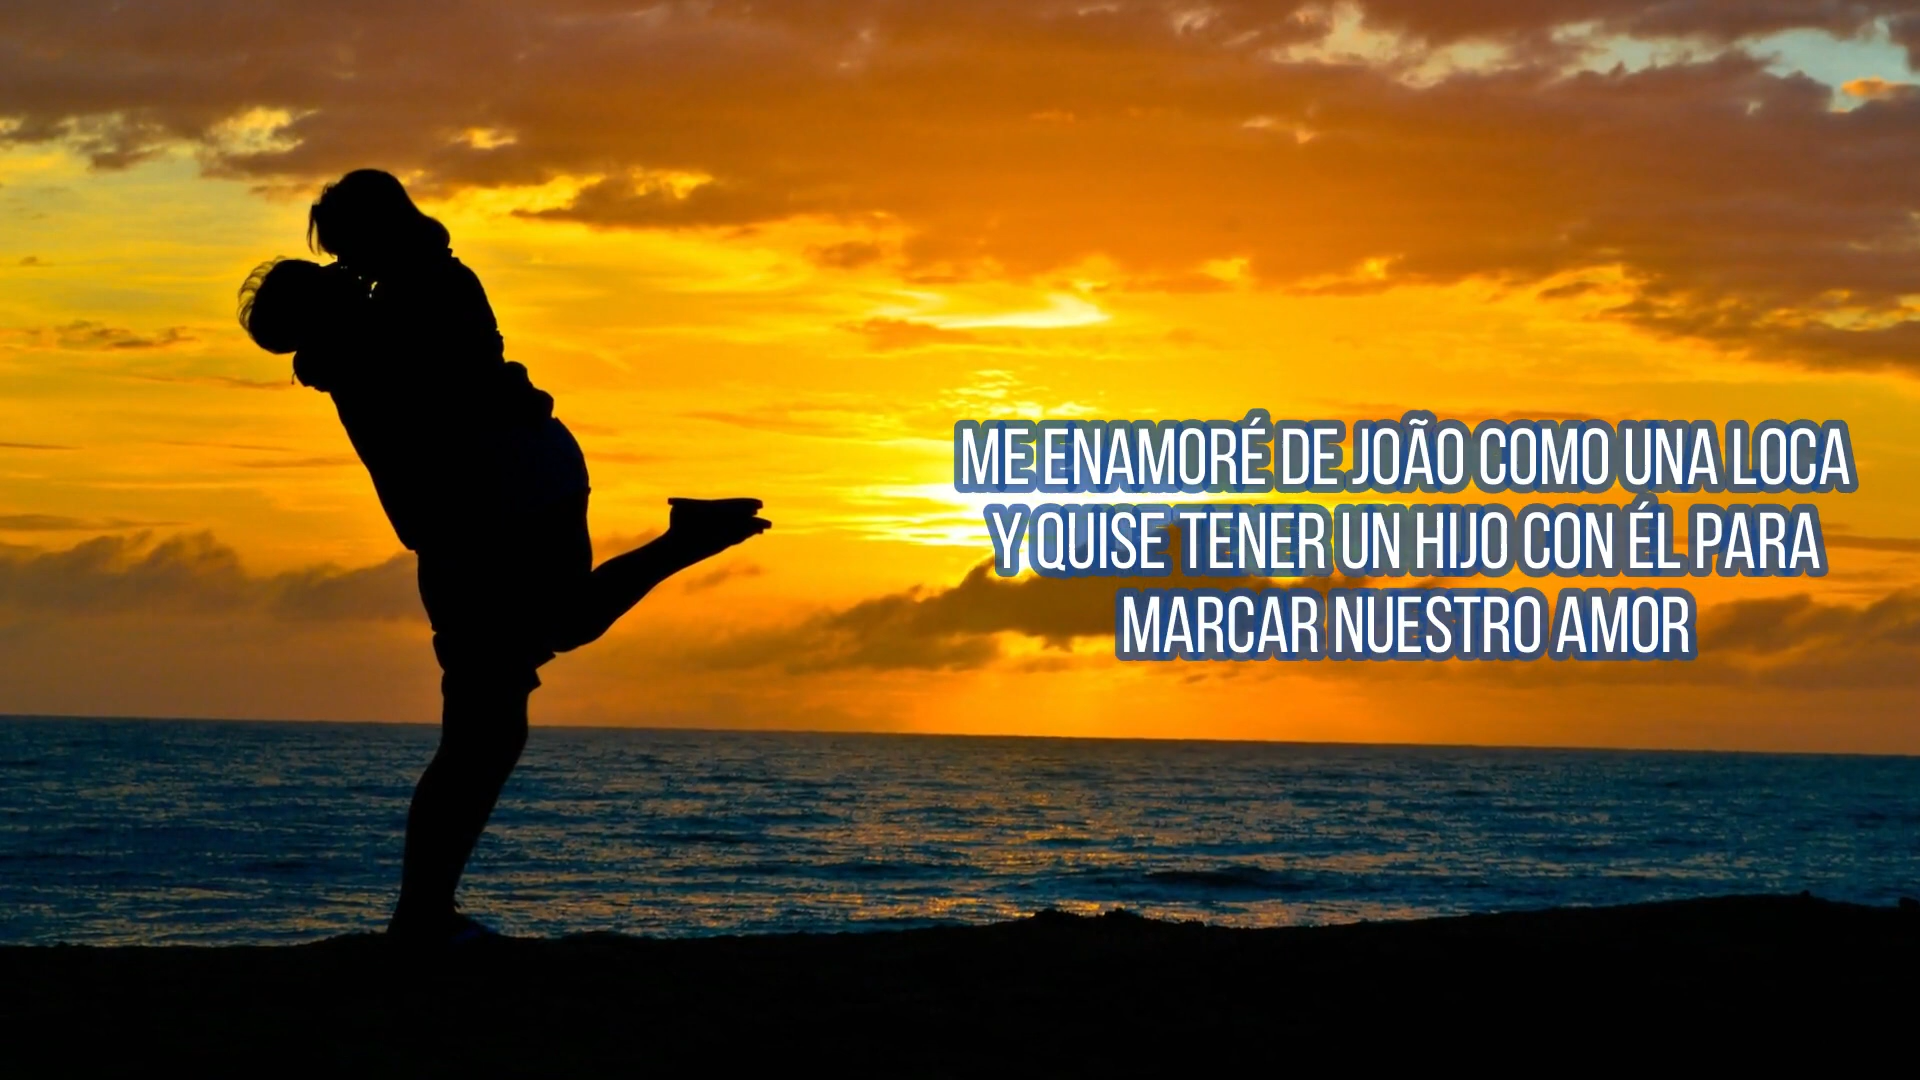 ME ENAMORÉ DE JOÃO COMO UNA LOCA
Y QUISE TENER UN HIJO CON ÉL PARA
MARCAR NUESTRO AMOR